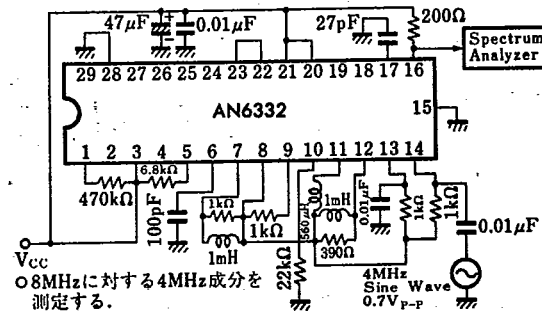 47μF 0.01μF 27pF 200Ω
Spectrum
Analyzer
29 28 27 26 25 24 23 22 21 20 19 18 17 16
AN6332
15
1 2 3 4 5 6 7 8 9 10 11 12 13 14
6.8kΩ
470kΩ
100pF
1kΩ
1mH
1kΩ
22kΩ
560μH
1mH
390Ω
0.01μF
1kΩ
1kΩ
0.01μF
VCC
4MHz
Sine Wave
0.7VP-P
○8MHzに対する4MHz成分を
測定する.